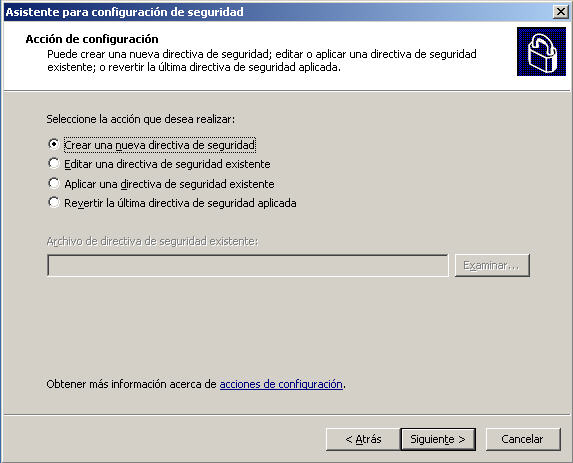 Asistente para configuración de seguridad
Acción de configuración
Puede crear una nueva directiva de seguridad; editar o aplicar una directiva de seguridad
existente; o revertir la última directiva de seguridad aplicada.
Seleccione la acción que desea realizar:
Crear una nueva directiva de seguridad
Editar una directiva de seguridad existente
Aplicar una directiva de seguridad existente
Revertir la última directiva de seguridad aplicada
Archivo de directiva de seguridad existente:
Examinar...
Obtener más información acerca de acciones de configuración.
< Atrás
Siguiente >
Cancelar